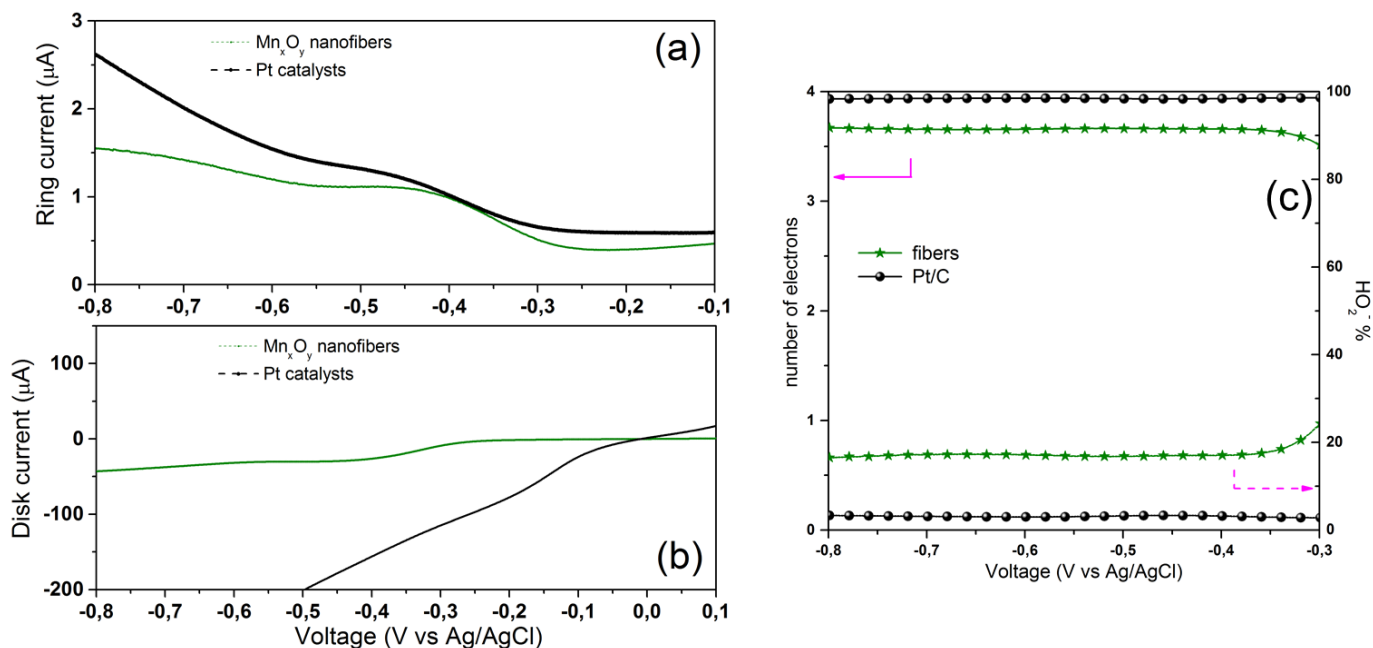 (a)
MnₓOᵧ nanofibers
Pt catalysts
Ring current (µA)
3
2
1
0
-0,8 -0,7 -0,6 -0,5 -0,4 -0,3 -0,2 -0,1
(b)
MnₓOᵧ nanofibers
Pt catalysts
Disk current (µA)
100
0
-100
-200
-0,8 -0,7 -0,6 -0,5 -0,4 -0,3 -0,2 -0,1 0,0 0,1
Voltage (V vs Ag/AgCl)
(c)
fibers
Pt/C
number of electrons
4
3
2
1
0
100
80
60
40
20
0
HO₂⁻ %
-0,8 -0,7 -0,6 -0,5 -0,4 -0,3
Voltage (V vs Ag/AgCl)